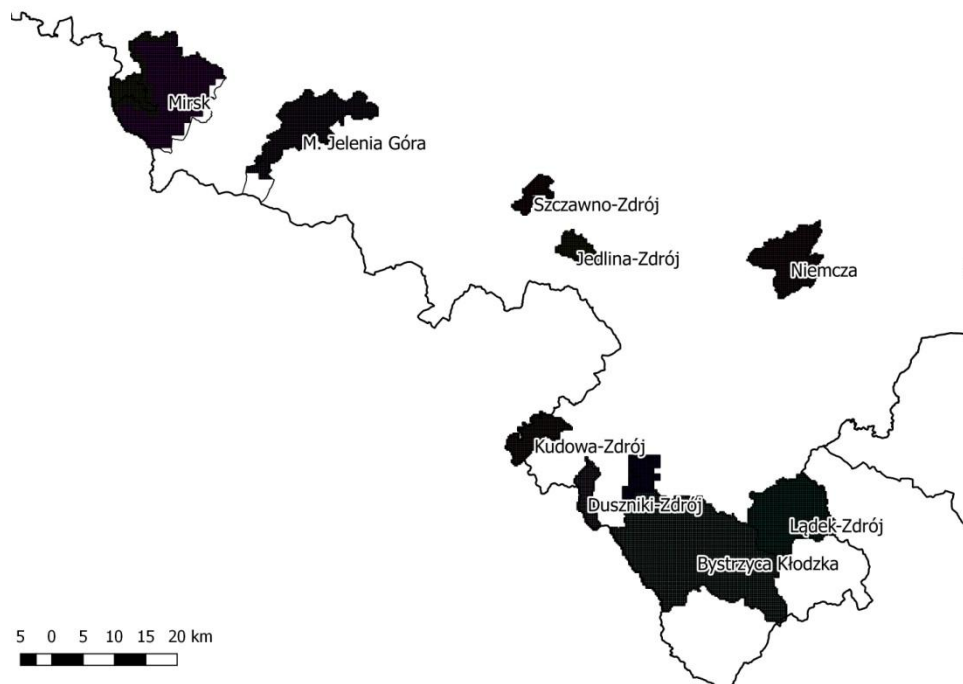 Mirsk
M. Jelenia Góra
Szczawno-Zdrój
Jedlina-Zdrój
Niemcza
Kudowa-Zdrój
Duszniki-Zdrój
Lądek-Zdrój
Bystrzyca Kłodzka
5 0 5 10 15 20 km